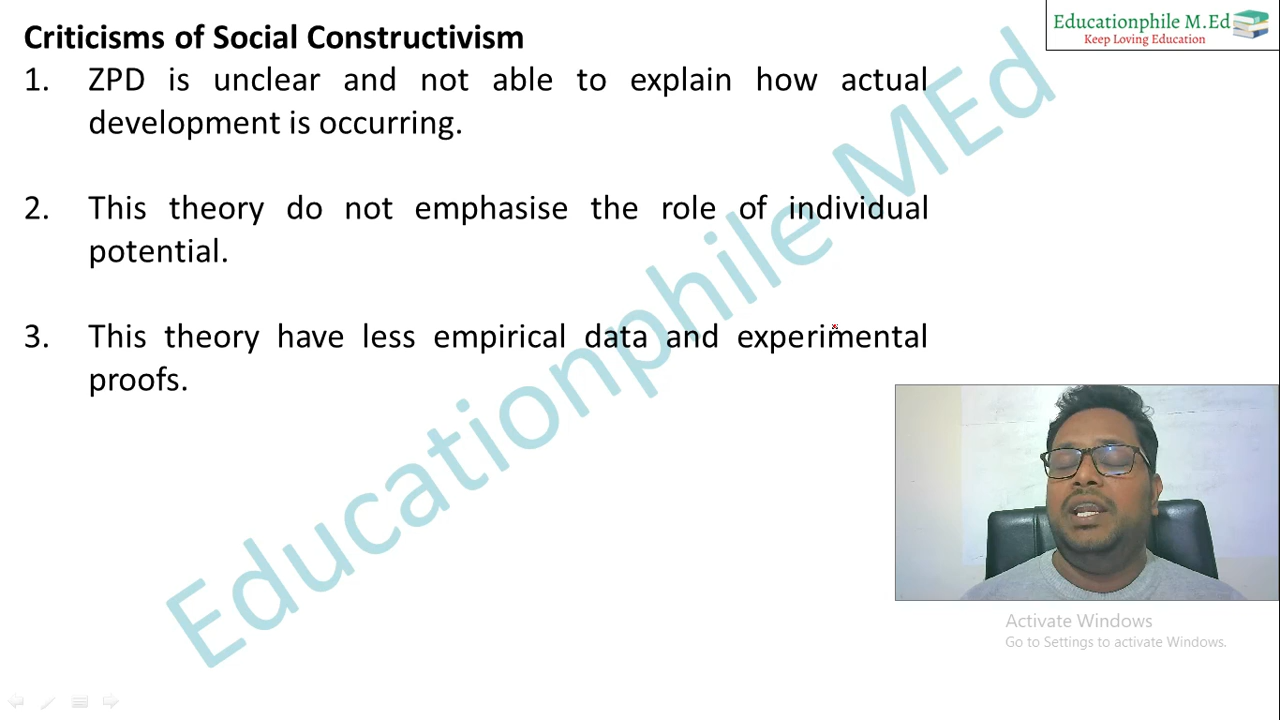 Criticisms of Social Constructivism
Educationphile M.Ed
Keep Loving Education
1. ZPD is unclear and not able to explain how actual
development is occurring.
2. This theory do not emphasise the role of individual
potential.
3. This theory have less empirical data and experimental
proofs.
Educationphile MEd
Activate Windows
Go to Settings to activate Windows.